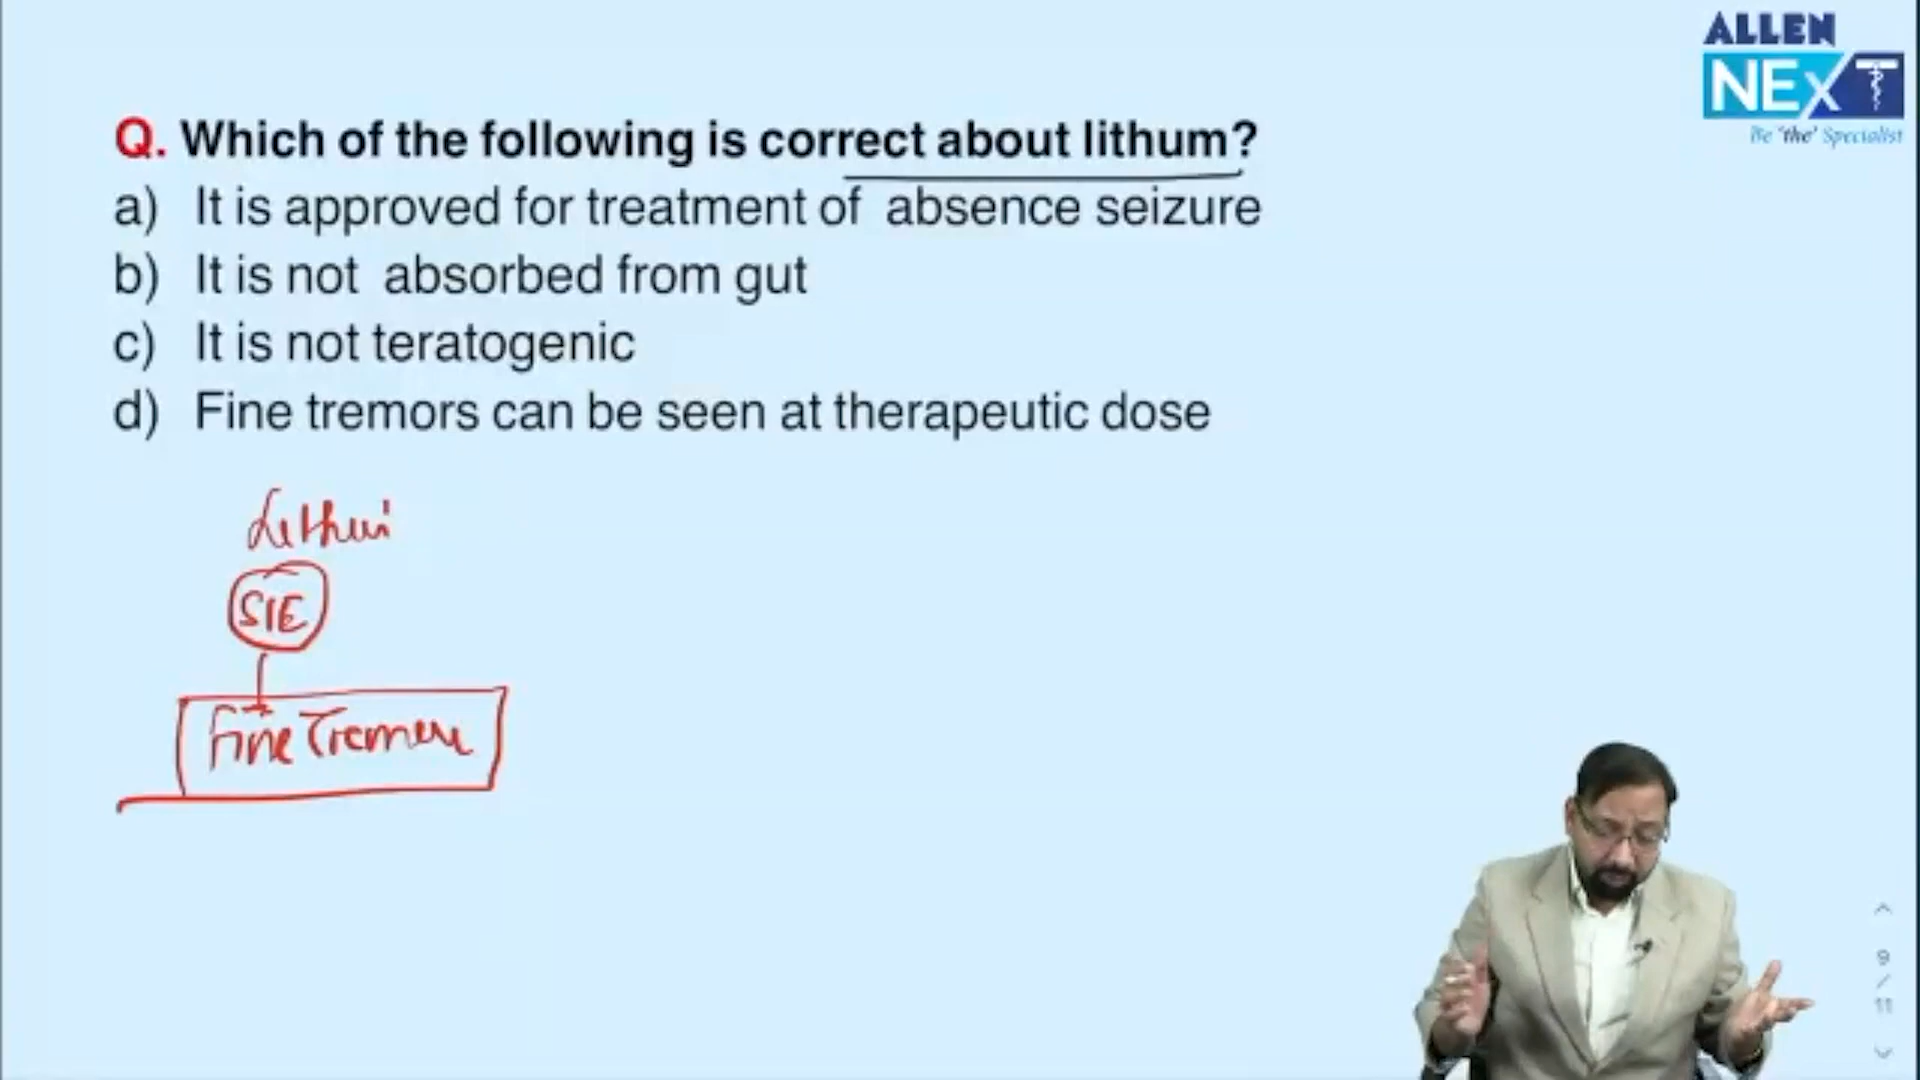 ALLEN
NEXT
Be 'the' Specialist
Q. Which of the following is correct about lithum?
a) It is approved for treatment of absence seizure
b) It is not absorbed from gut
c) It is not teratogenic
d) Fine tremors can be seen at therapeutic dose
S/E
Fine
9
/
11